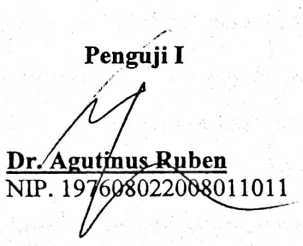 Penguji I
Dr. Agutinus Ruben
NIP. 197608022008011011